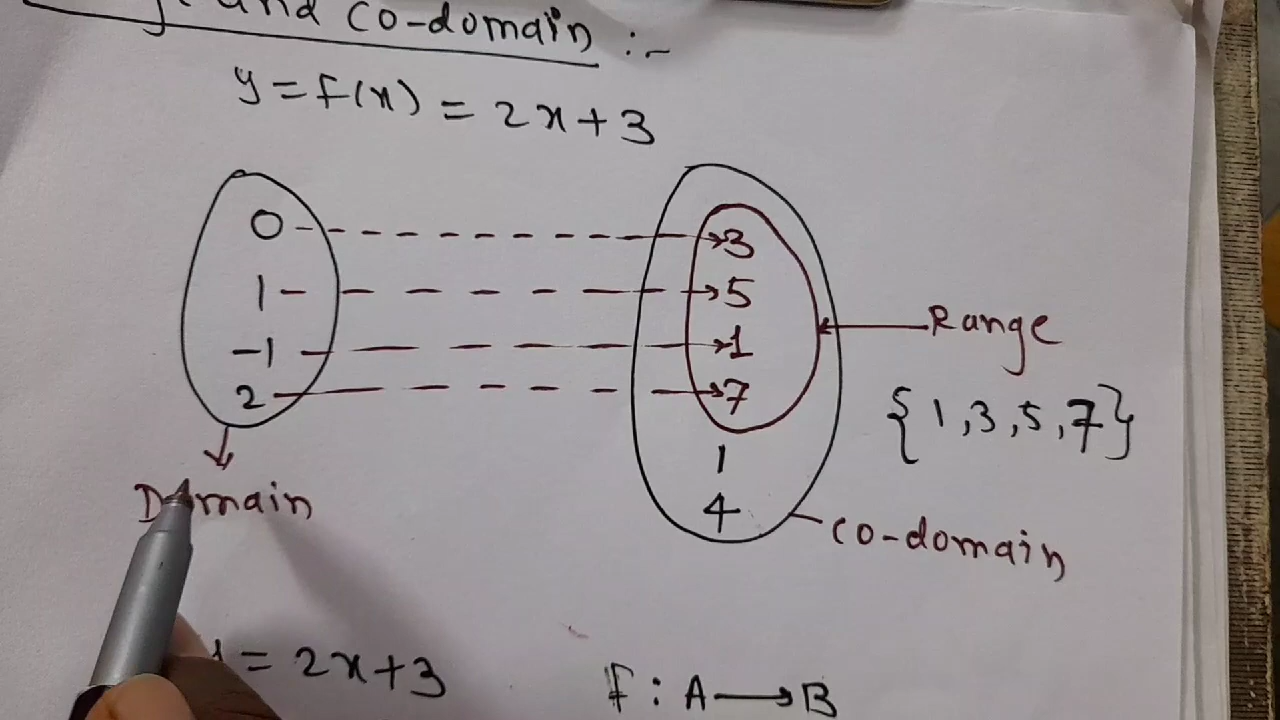 and co-domain :-
y = F(x) = 2x + 3
0 3
1 5
-1 1
2 7
Range
{1, 3, 5, 7}
1
4
Domain
co-domain
= 2x + 3
F : A → B